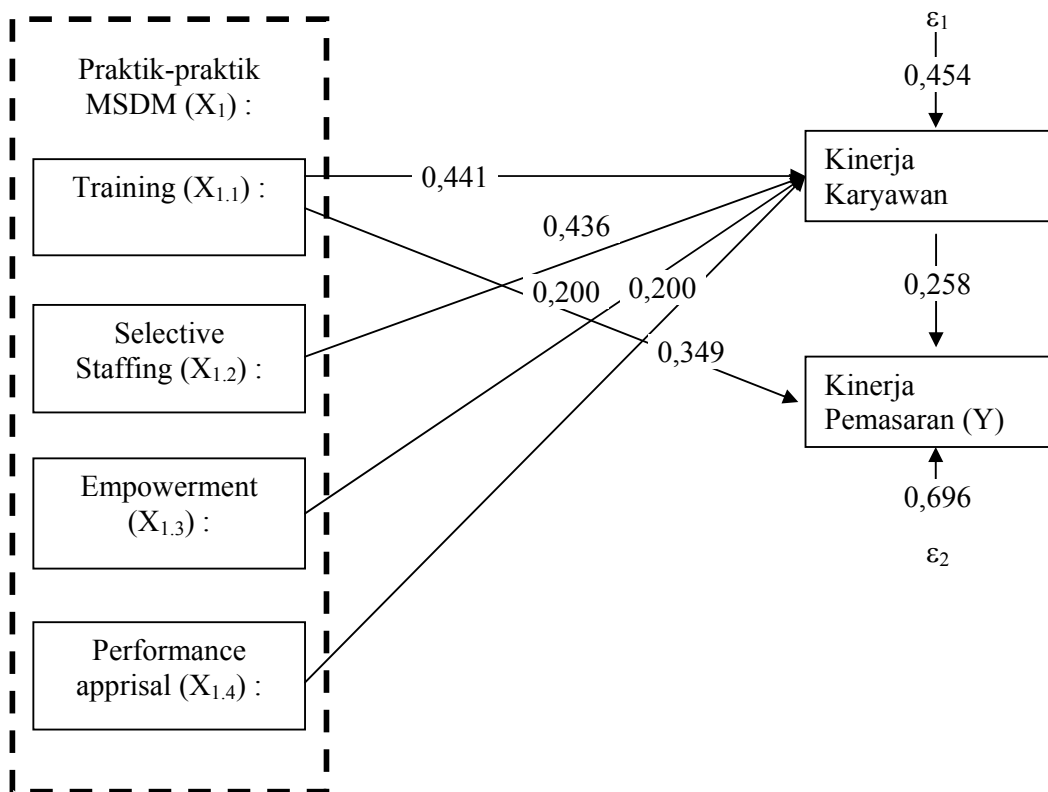 Praktik-praktik
MSDM (X₁) :
Training (X₁.₁) :
Selective
Staffing (X₁.₂) :
Empowerment
(X₁.₃) :
Performance
apprisal (X₁.₄) :
0,441
0,436
0,200
0,200
0,349
ε₁
0,454
Kinerja
Karyawan
0,258
Kinerja
Pemasaran (Y)
0,696
ε₂